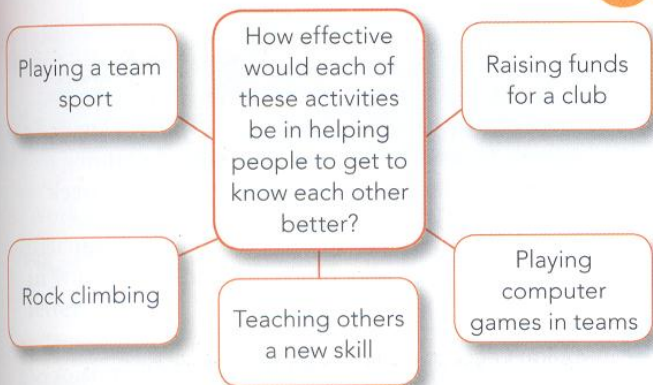 How effective
would each of
these activities
be in helping
people to get to
know each other
better?
Playing a team
sport
Raising funds
for a club
Rock climbing
Teaching others
a new skill
Playing
computer
games in teams